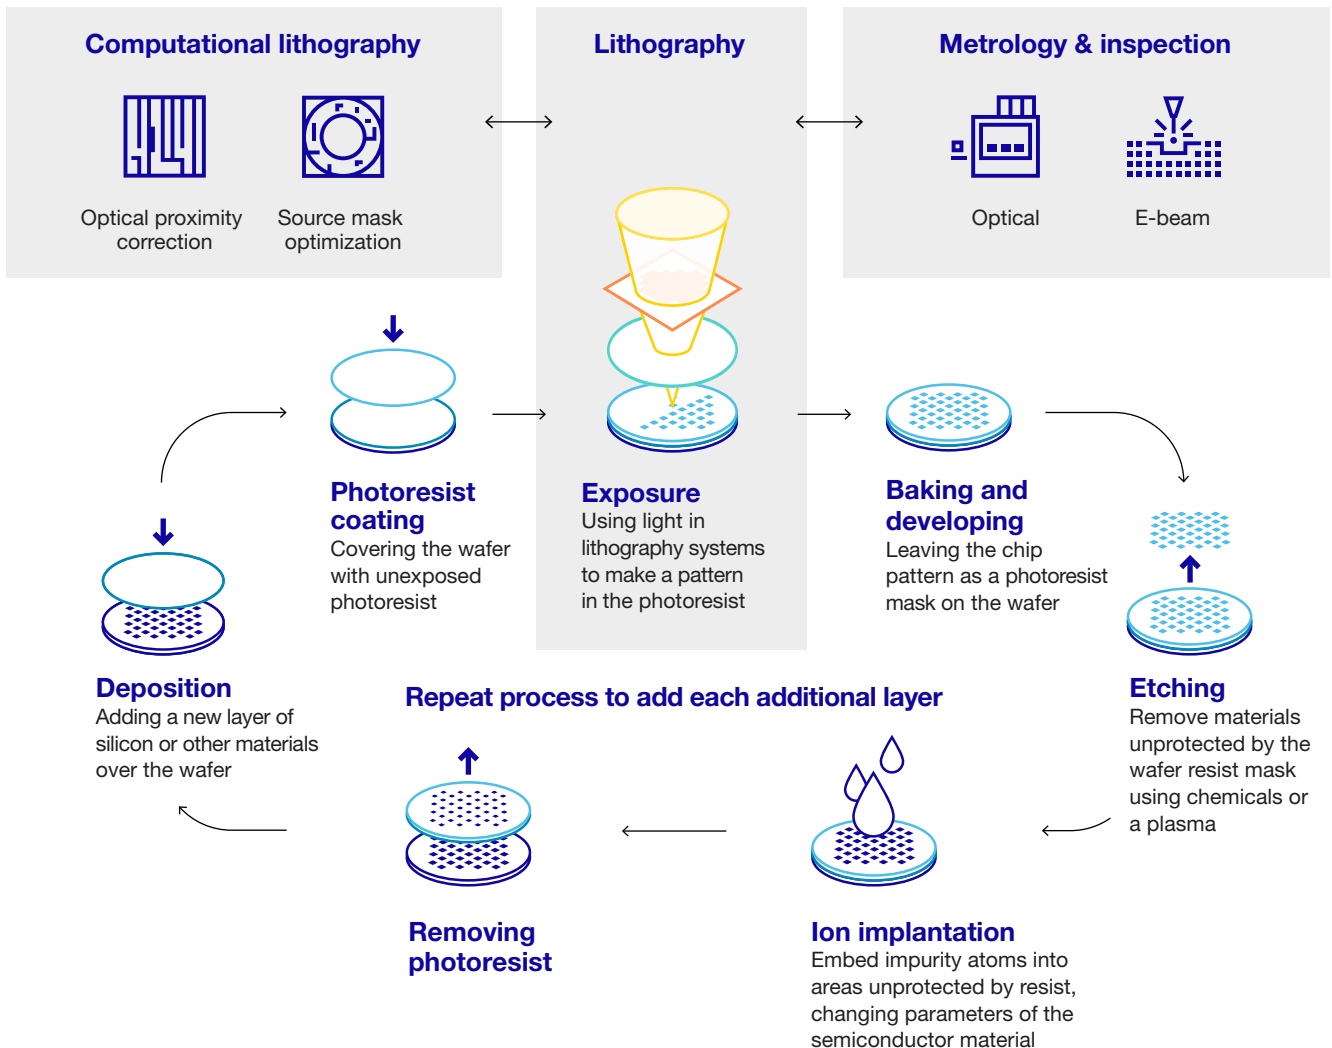 Computational lithography
Optical proximity
correction
Source mask
optimization
Lithography
Metrology & inspection
Optical
E-beam
Photoresist
coating
Covering the wafer
with unexposed
photoresist
Exposure
Using light in
lithography systems
to make a pattern
in the photoresist
Baking and
developing
Leaving the chip
pattern as a photoresist
mask on the wafer
Etching
Remove materials
unprotected by the
wafer resist mask
using chemicals or
a plasma
Deposition
Adding a new layer of
silicon or other materials
over the wafer
Repeat process to add each additional layer
Removing
photoresist
Ion implantation
Embed impurity atoms into
areas unprotected by resist,
changing parameters of the
semiconductor material